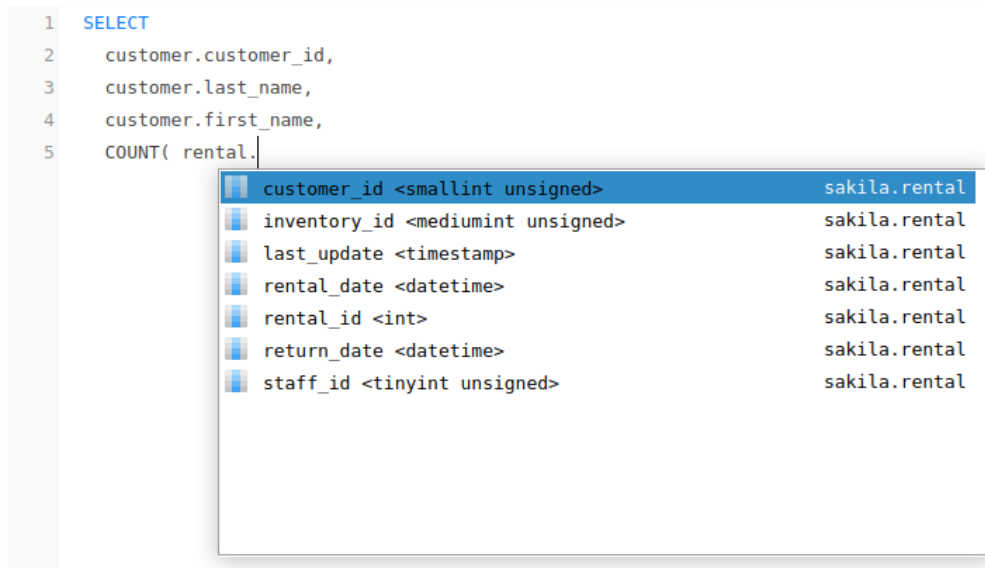 1 SELECT
2 customer.customer_id,
3 customer.last_name,
4 customer.first_name,
5 COUNT( rental.
customer_id <smallint unsigned> sakila.rental
inventory_id <mediumint unsigned> sakila.rental
last_update <timestamp> sakila.rental
rental_date <datetime> sakila.rental
rental_id <int> sakila.rental
return_date <datetime> sakila.rental
staff_id <tinyint unsigned> sakila.rental